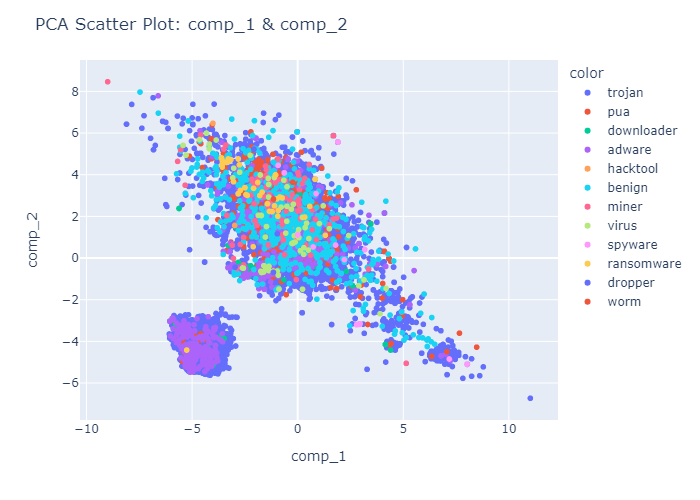 PCA Scatter Plot: comp_1 & comp_2
color
trojan
pua
downloader
adware
hacktool
benign
miner
virus
spyware
ransomware
dropper
worm
8
6
4
2
0
−2
−4
−6
comp_2
−10
−5
0
5
10
comp_1